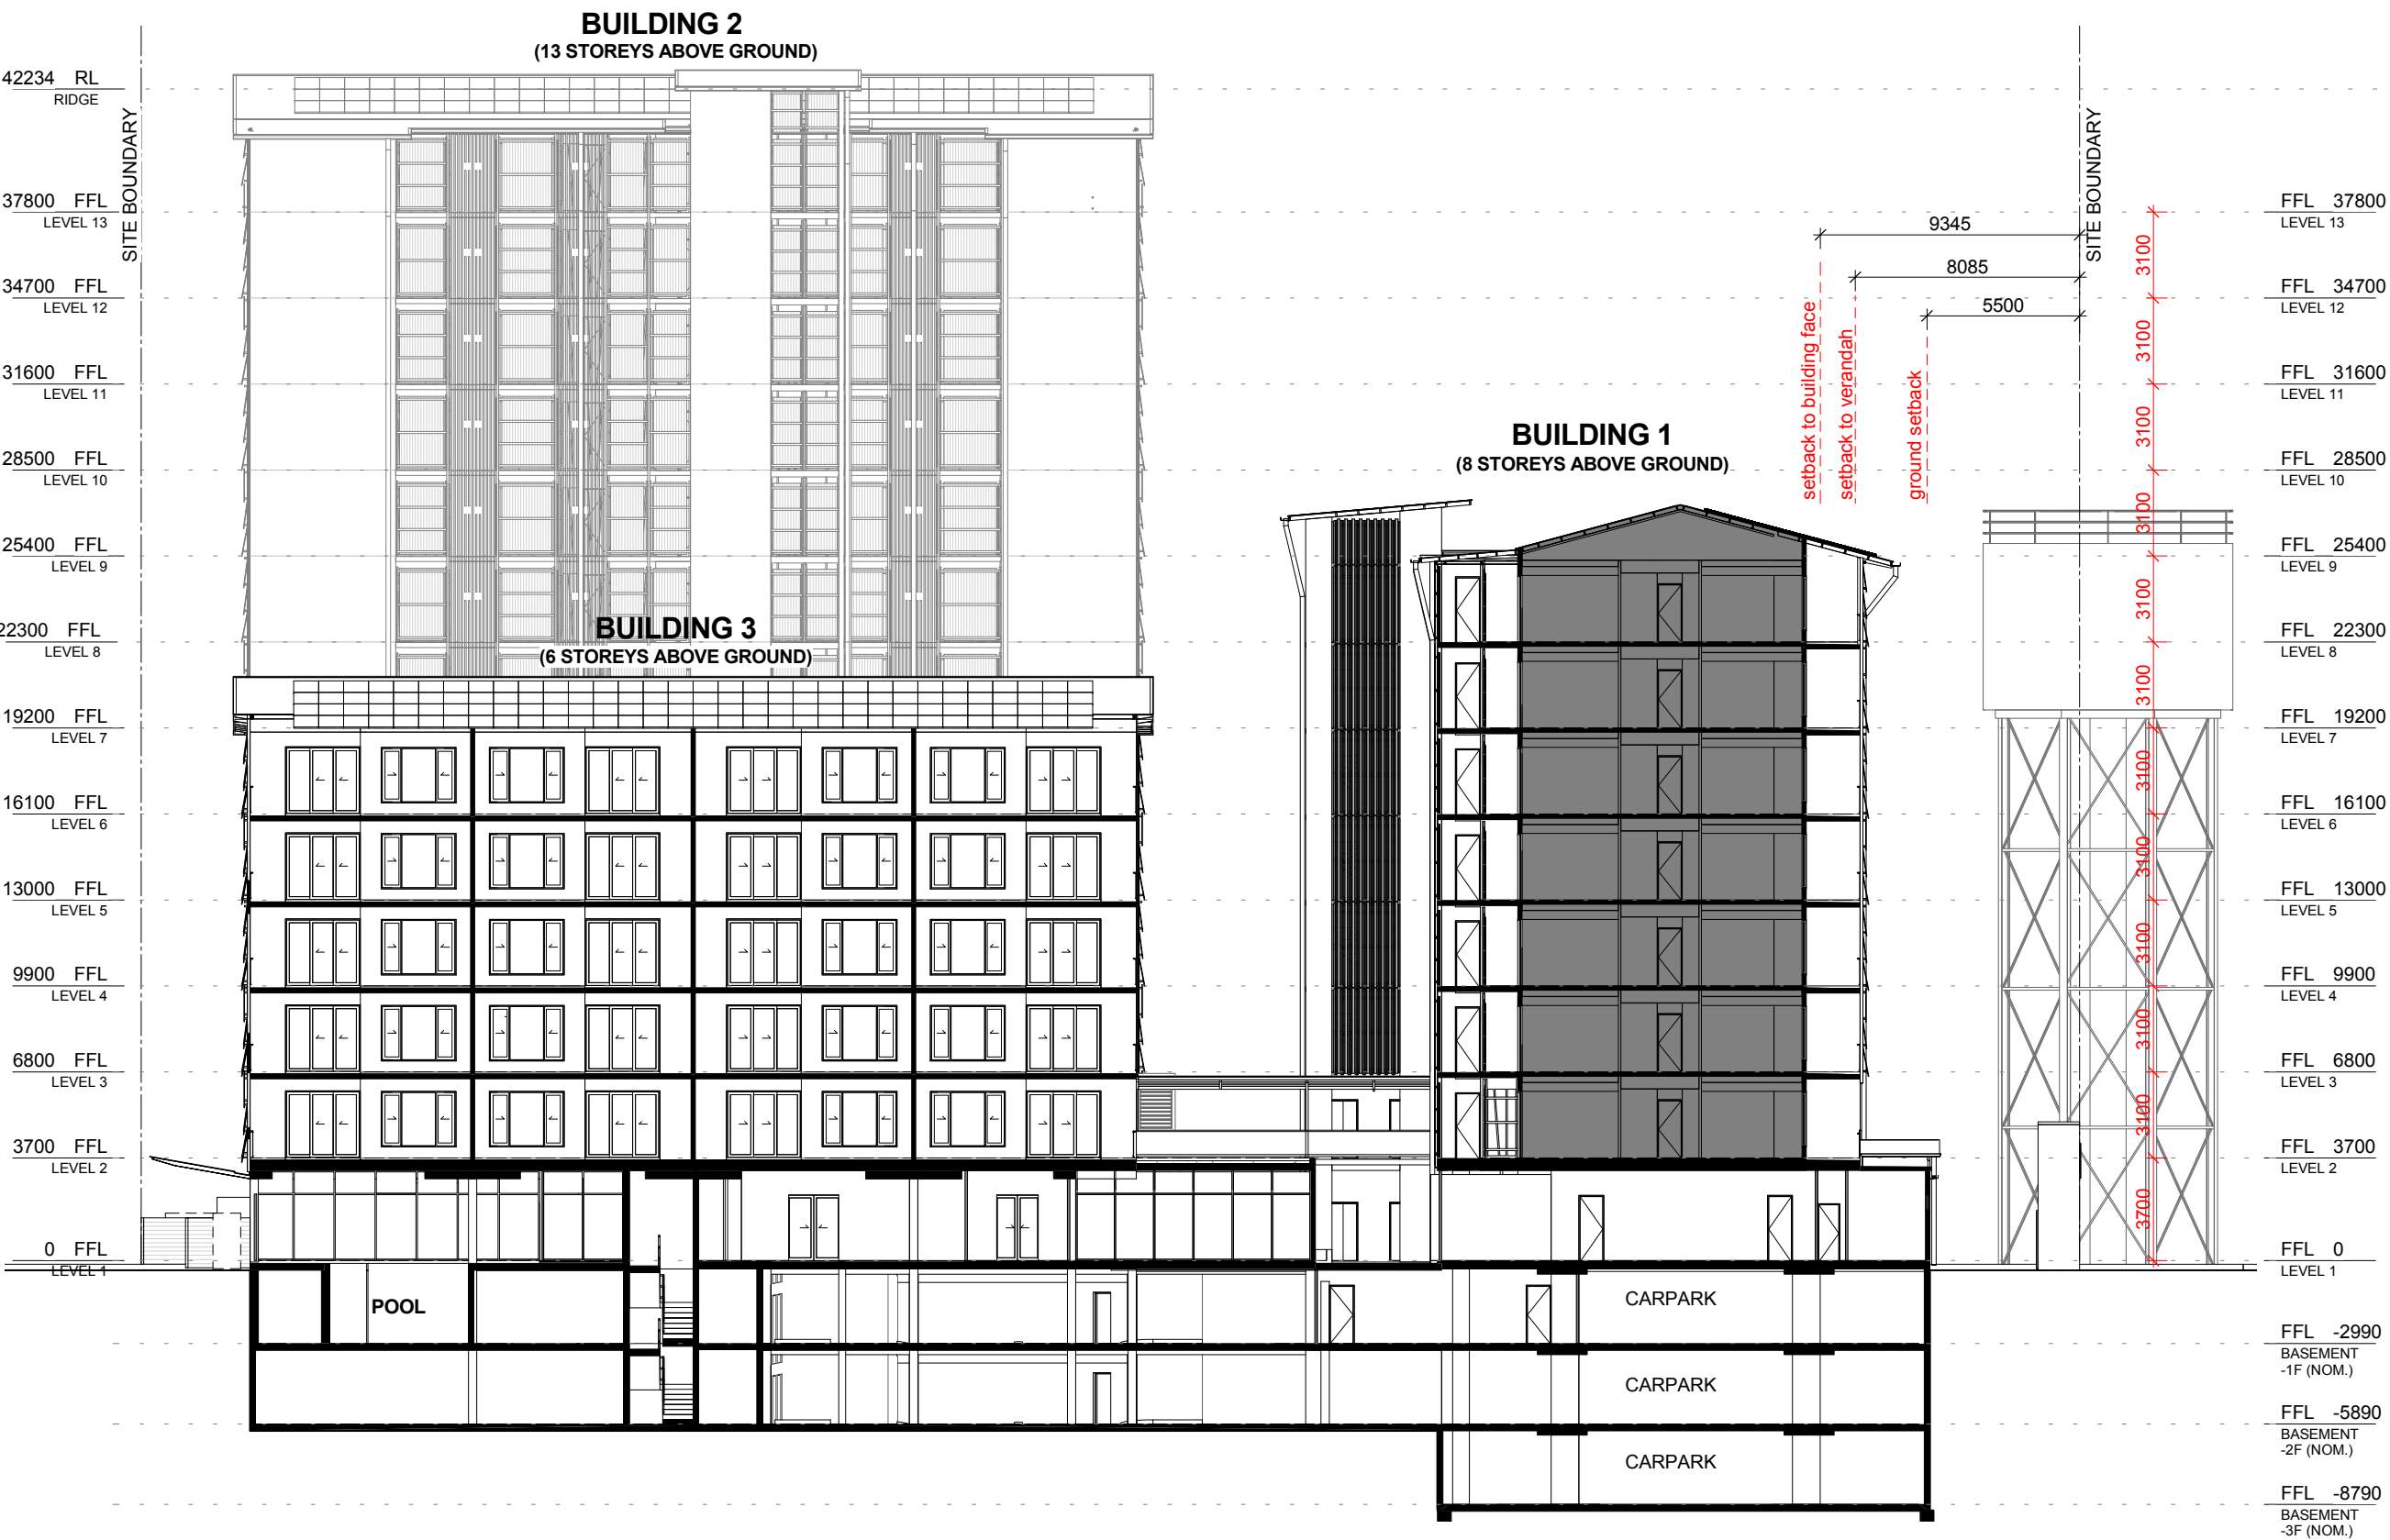 BUILDING 2
(13 STOREYS ABOVE GROUND)
42234 RL
RIDGE
SITE BOUNDARY
37800 FFL
LEVEL 13
34700 FFL
LEVEL 12
31600 FFL
LEVEL 11
28500 FFL
LEVEL 10
25400 FFL
LEVEL 9
22300 FFL
LEVEL 8
19200 FFL
LEVEL 7
16100 FFL
LEVEL 6
13000 FFL
LEVEL 5
9900 FFL
LEVEL 4
6800 FFL
LEVEL 3
3700 FFL
LEVEL 2
0 FFL
LEVEL 1
BUILDING 3
(6 STOREYS ABOVE GROUND)
POOL
BUILDING 1
(8 STOREYS ABOVE GROUND)
9345
8085
5500
setback to building face
setback to verandah
ground setback
SITE BOUNDARY
CARPARK
CARPARK
CARPARK
3100
3100
3100
3100
3100
3100
3100
3100
3100
3100
3100
3700
FFL 37800
LEVEL 13
FFL 34700
LEVEL 12
FFL 31600
LEVEL 11
FFL 28500
LEVEL 10
FFL 25400
LEVEL 9
FFL 22300
LEVEL 8
FFL 19200
LEVEL 7
FFL 16100
LEVEL 6
FFL 13000
LEVEL 5
FFL 9900
LEVEL 4
FFL 6800
LEVEL 3
FFL 3700
LEVEL 2
FFL 0
LEVEL 1
FFL -2990
BASEMENT
-1F (NOM.)
FFL -5890
BASEMENT
-2F (NOM.)
FFL -8790
BASEMENT
-3F (NOM.)